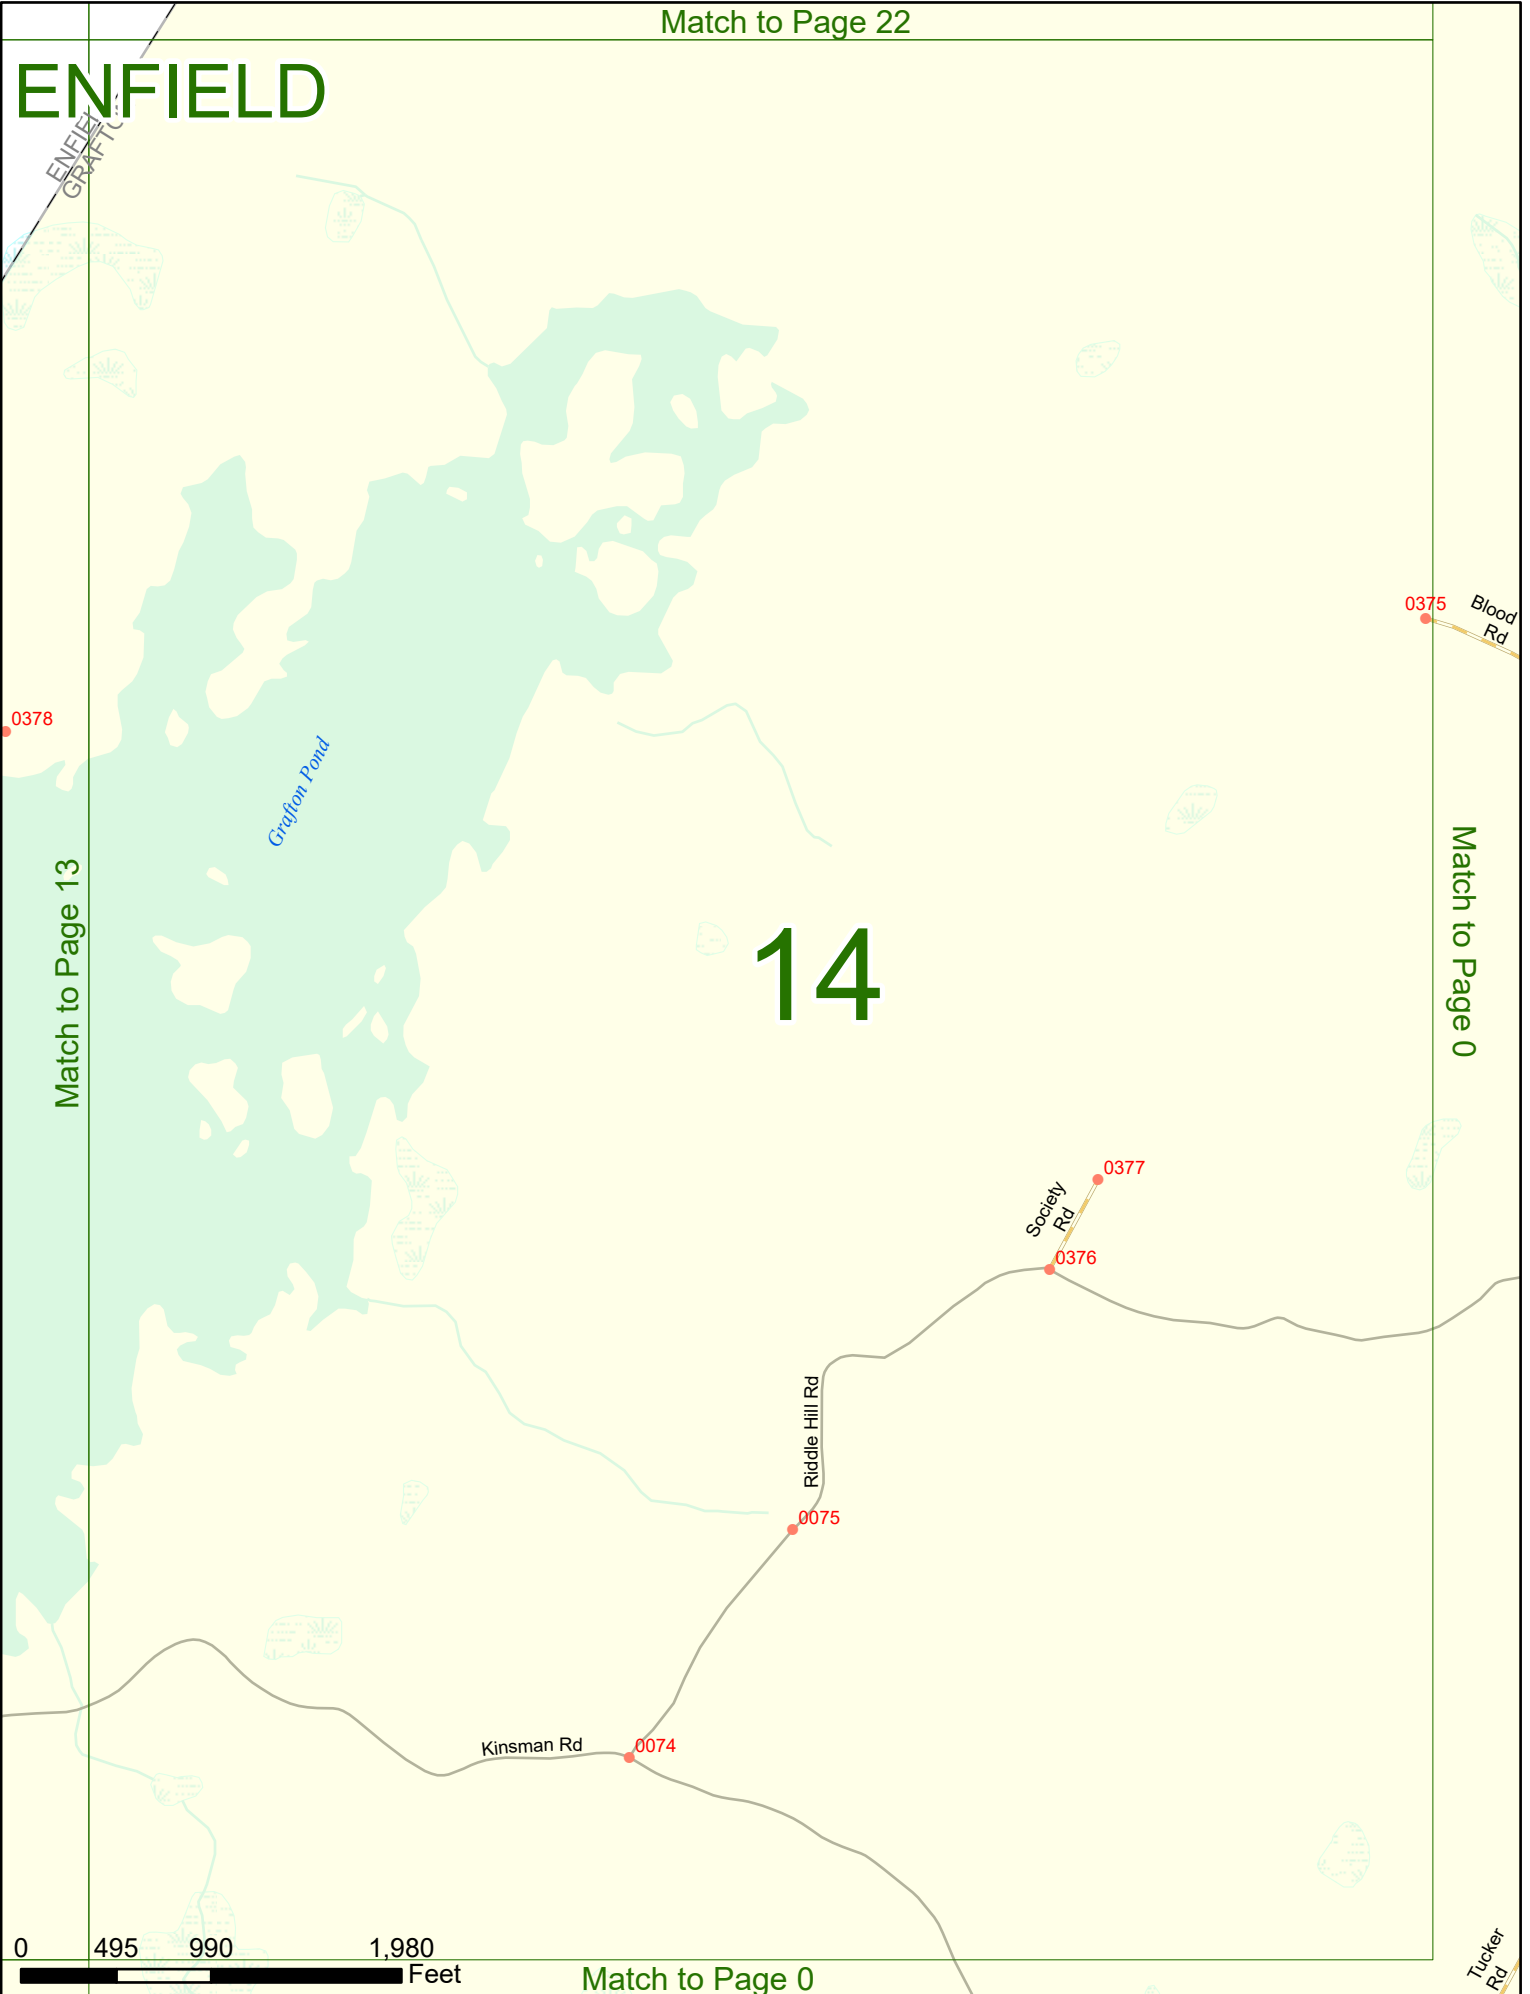 Match to Page 22
ENFIELD
0375
Blood
Rd
0378
Grafton Pond
Match to Page 13
14
Match to Page 0
0377
Society
Rd
0376
Riddle Hill Rd
0075
Kinsman Rd
0074
Tucker
Rd
0 495 990 1,980
Feet
Match to Page 0